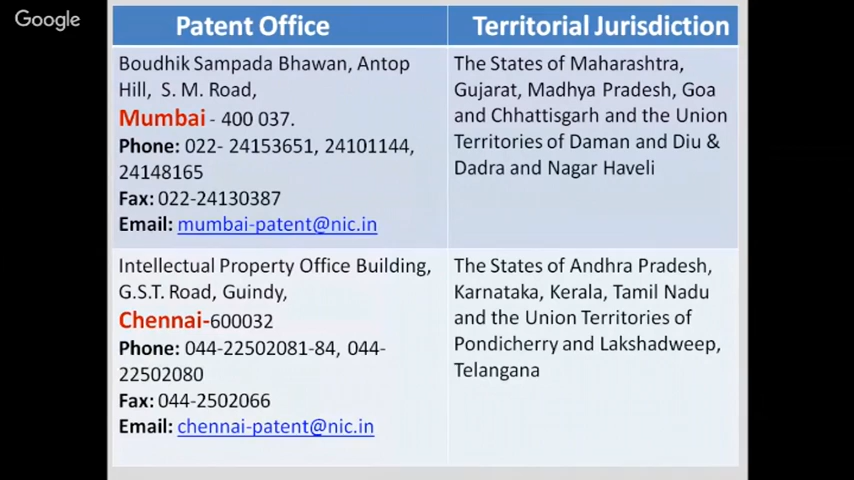 Google
Patent Office
Territorial Jurisdiction
Boudhik Sampada Bhawan, Antop
Hill, S. M. Road,
Mumbai - 400 037.
Phone: 022- 24153651, 24101144,
24148165
Fax: 022-24130387
Email: mumbai-patent@nic.in
The States of Maharashtra,
Gujarat, Madhya Pradesh, Goa
and Chhattisgarh and the Union
Territories of Daman and Diu &
Dadra and Nagar Haveli
Intellectual Property Office Building,
G.S.T. Road, Guindy,
Chennai-600032
Phone: 044-22502081-84, 044-
22502080
Fax: 044-2502066
Email: chennai-patent@nic.in
The States of Andhra Pradesh,
Karnataka, Kerala, Tamil Nadu
and the Union Territories of
Pondicherry and Lakshadweep,
Telangana